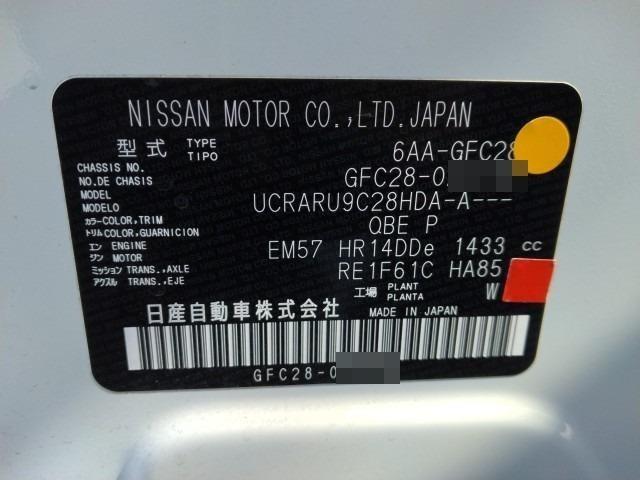 NISSAN MOTOR CO.,LTD.JAPAN
型式 TYPE TIPO 6AA-GFC28
CHASSIS NO. NO.DE CHASIS GFC28-0
MODEL MODELO UCRARU9C28HDA-A---
カラー COLOR,TRIM トリム COLOR,GUARNICION QBE P
エンジン ENGINE MOTOR EM57 HR14DDe 1433 cc
ミッション TRANS.,AXLE アクスル TRANS.,EJE RE1F61C HA85
工場 PLANT PLANTA W
日産自動車株式会社 MADE IN JAPAN
GFC28-0